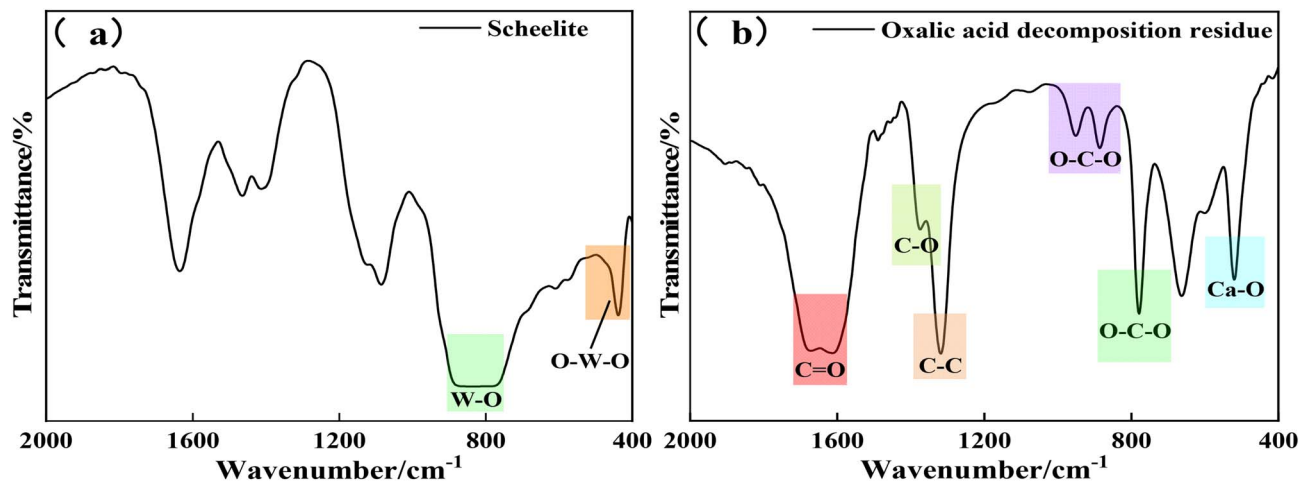 ( a)
Scheelite
Transmittance/%
O-W-O
W-O
2000 1600 1200 800 400
Wavenumber/cm⁻¹
( b)
Oxalic acid decomposition residue
Transmittance/%
O-C-O
C-O
Ca-O
O-C-O
C=O
C-C
2000 1600 1200 800 400
Wavenumber/cm⁻¹